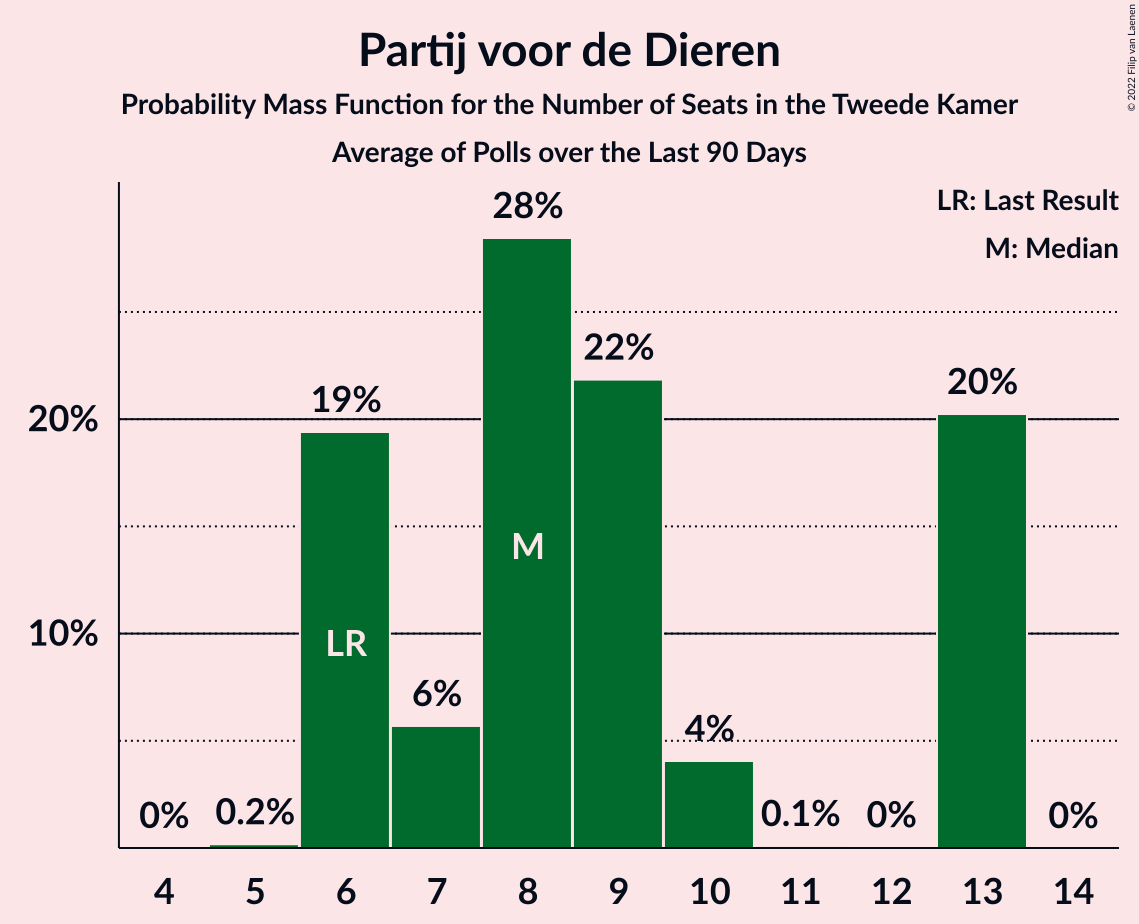 Partij voor de Dieren
Probability Mass Function for the Number of Seats in the Tweede Kamer
Average of Polls over the Last 90 Days
© 2022 Filip van Laenen
LR: Last Result
M: Median
28%
22%
20%
19%
20%
M
10%
LR
6%
4%
0%
0.2%
0.1%
0%
0%
4 5 6 7 8 9 10 11 12 13 14